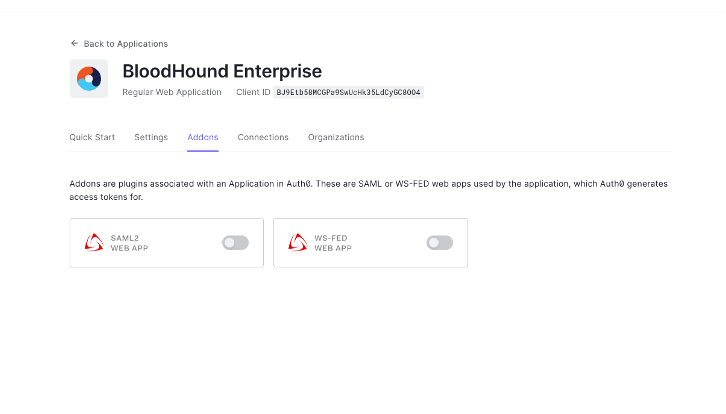 Back to Applications
BloodHound Enterprise
Regular Web Application Client ID BJ9Etb58MCGPa9SwUcHk35LdCyGC8OO4
Quick Start Settings Addons Connections Organizations
Addons are plugins associated with an Application in Auth0. These are SAML or WS-FED web apps used by the application, which Auth0 generates
access tokens for.
SAML2
WEB APP
WS-FED
WEB APP